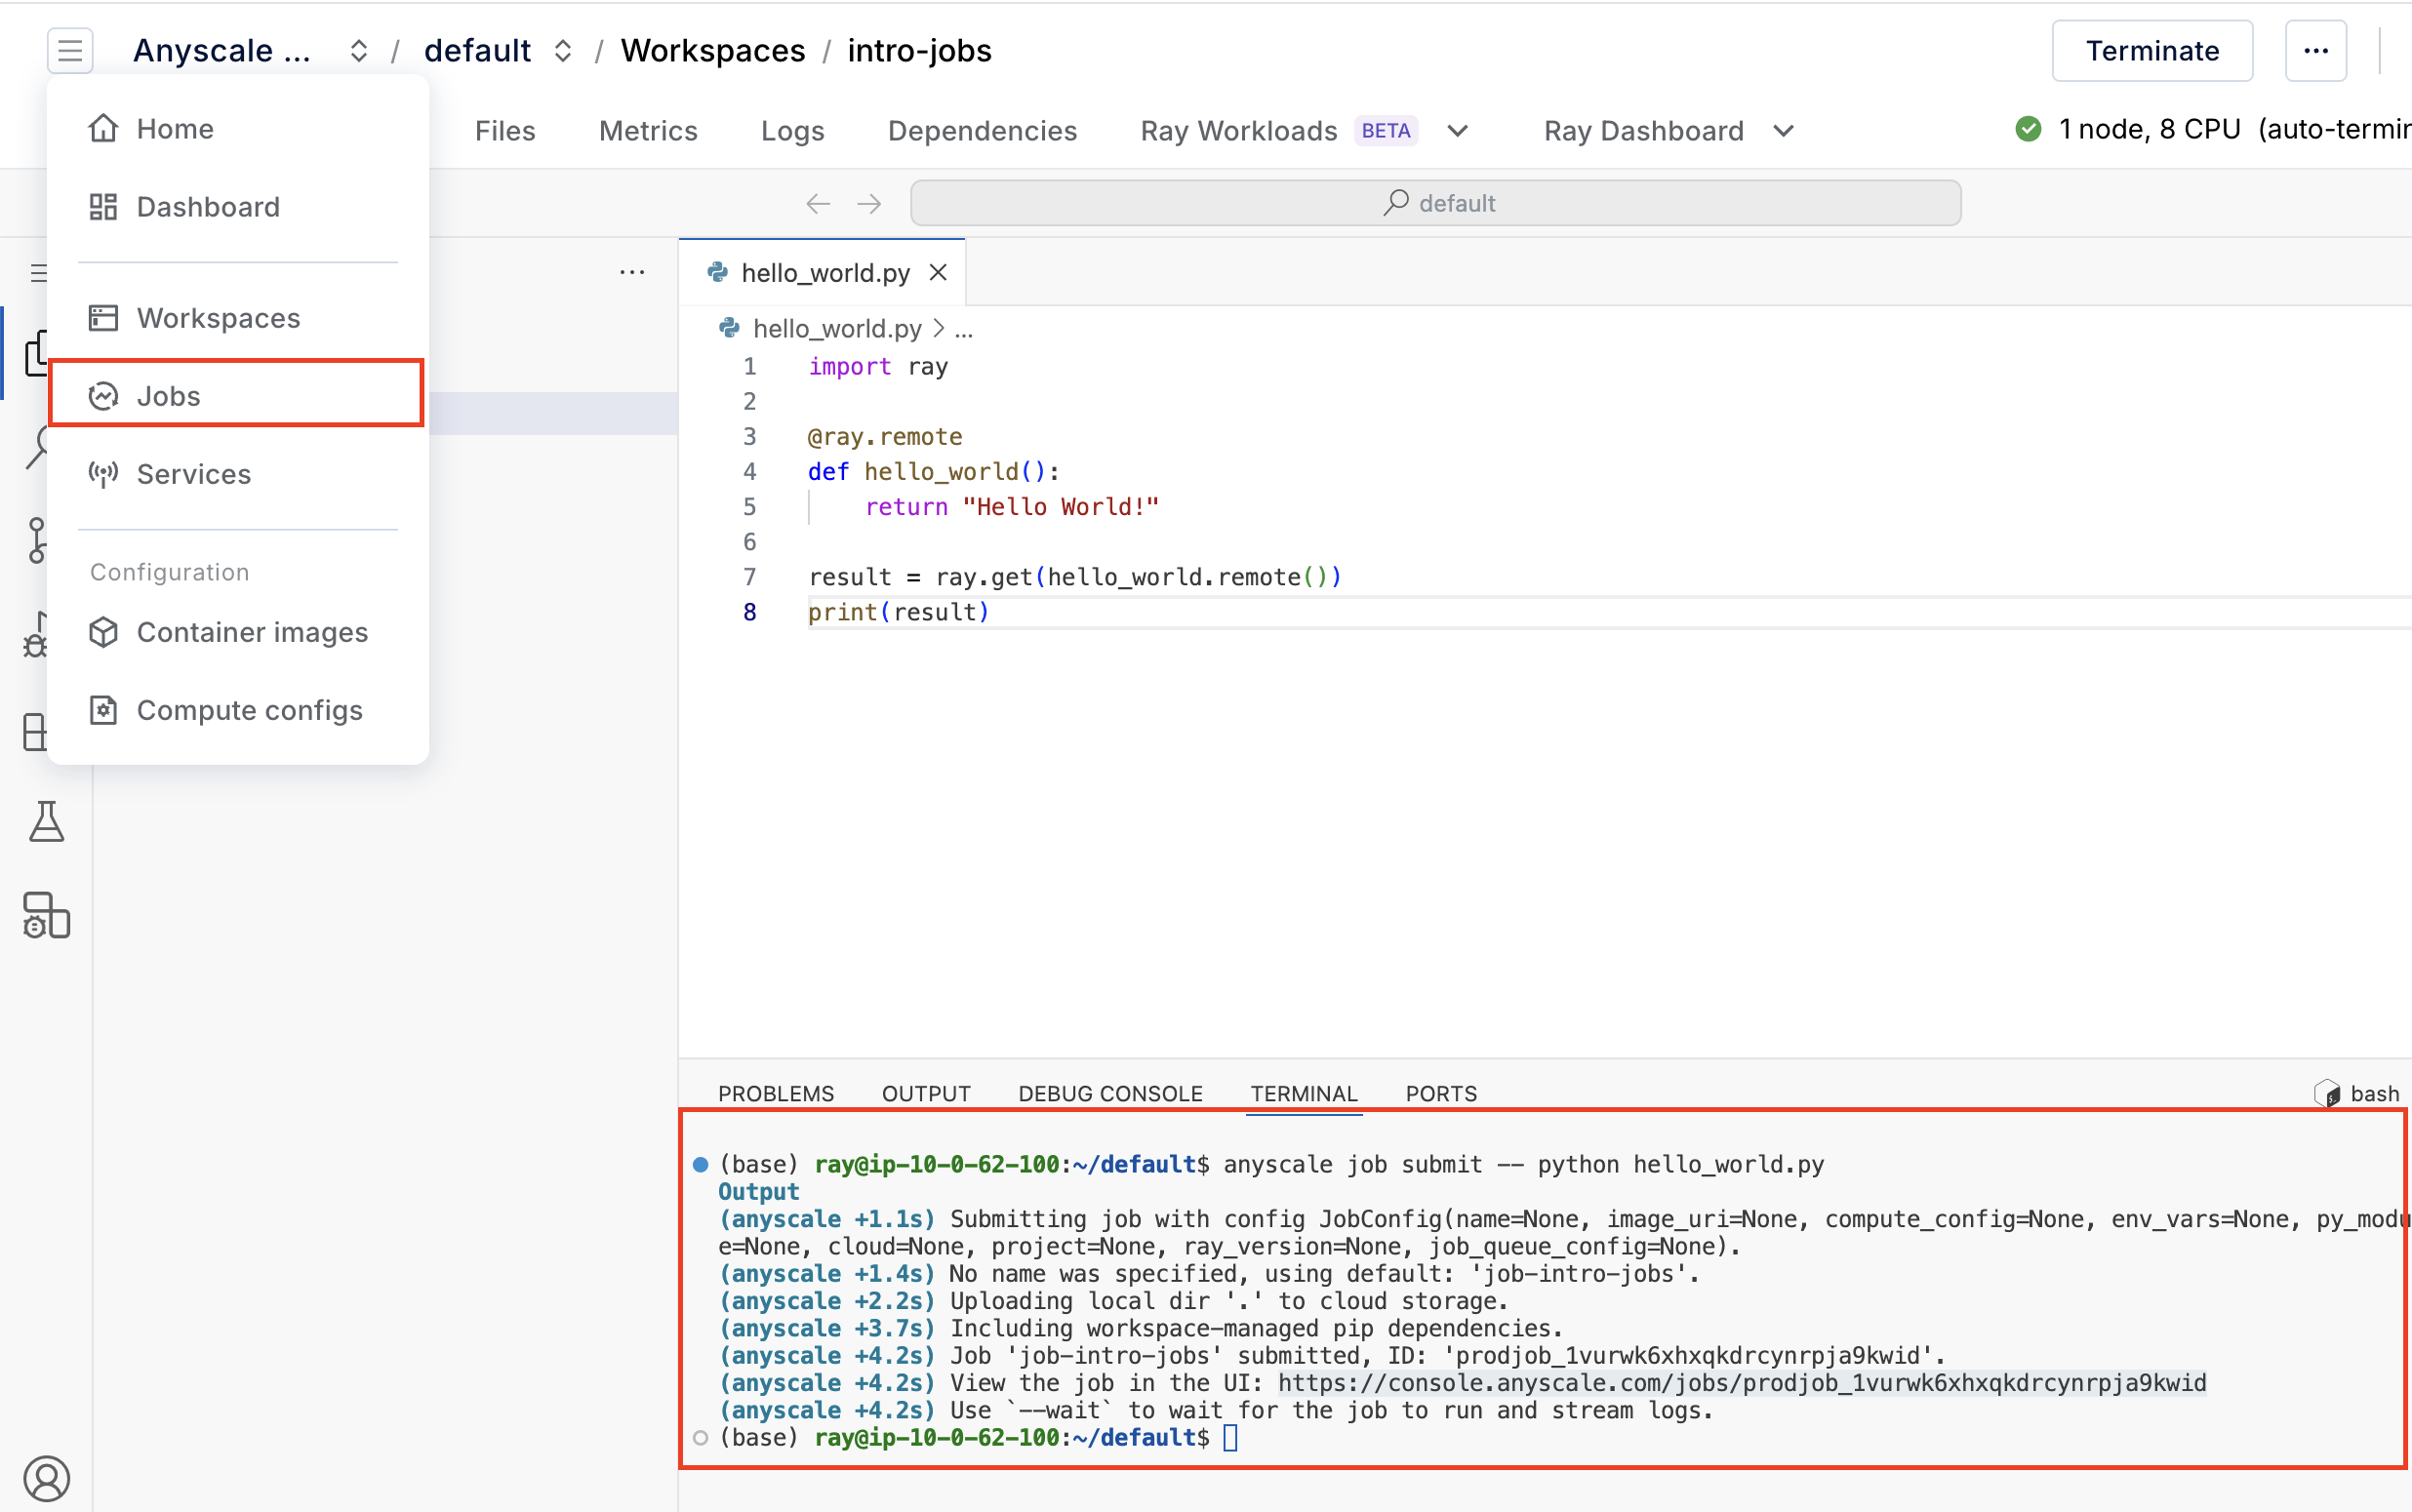 Anyscale ... / default / Workspaces / intro-jobs
Terminate
...
Home
Dashboard
Workspaces
Jobs
Services
Configuration
Container images
Compute configs
Files Metrics Logs Dependencies Ray Workloads BETA Ray Dashboard
1 node, 8 CPU (auto-termin
default
hello_world.py
hello_world.py > ...
1 import ray
2
3 @ray.remote
4 def hello_world():
5 return "Hello World!"
6
7 result = ray.get(hello_world.remote())
8 print(result)
PROBLEMS OUTPUT DEBUG CONSOLE TERMINAL PORTS
bash
(base) ray@ip-10-0-62-100:~/default$ anyscale job submit -- python hello_world.py
Output
(anyscale +1.1s) Submitting job with config JobConfig(name=None, image_uri=None, compute_config=None, env_vars=None, py_modu
e=None, cloud=None, project=None, ray_version=None, job_queue_config=None).
(anyscale +1.4s) No name was specified, using default: 'job-intro-jobs'.
(anyscale +2.2s) Uploading local dir '.' to cloud storage.
(anyscale +3.7s) Including workspace-managed pip dependencies.
(anyscale +4.2s) Job 'job-intro-jobs' submitted, ID: 'prodjob_1vurwk6xhxqkdrcynrpja9kwid'.
(anyscale +4.2s) View the job in the UI: https://console.anyscale.com/jobs/prodjob_1vurwk6xhxqkdrcynrpja9kwid
(anyscale +4.2s) Use `--wait` to wait for the job to run and stream logs.
(base) ray@ip-10-0-62-100:~/default$